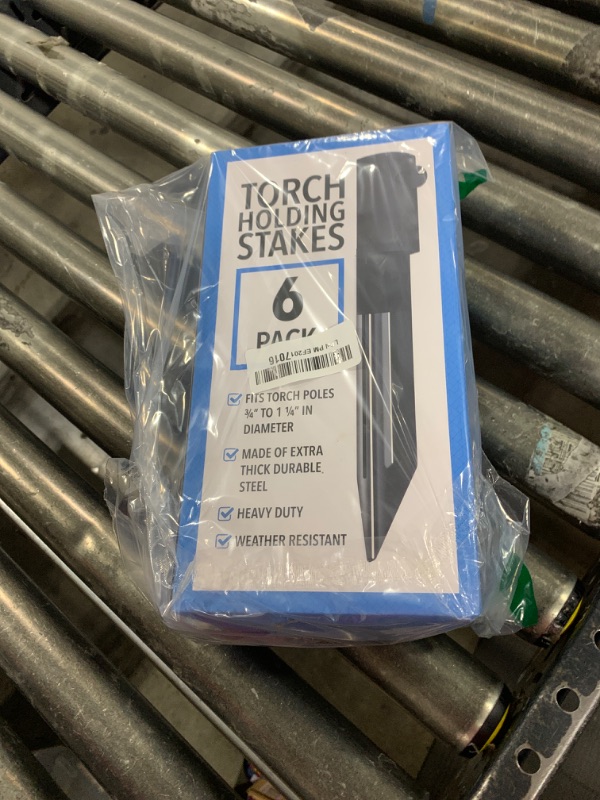 TORCH
HOLDING
STAKES
6
PACK
EF2017016
FITS TORCH POLES
¾" TO 1 ¼" IN
DIAMETER
MADE OF EXTRA
THICK DURABLE
STEEL
HEAVY DUTY
WEATHER RESISTANT